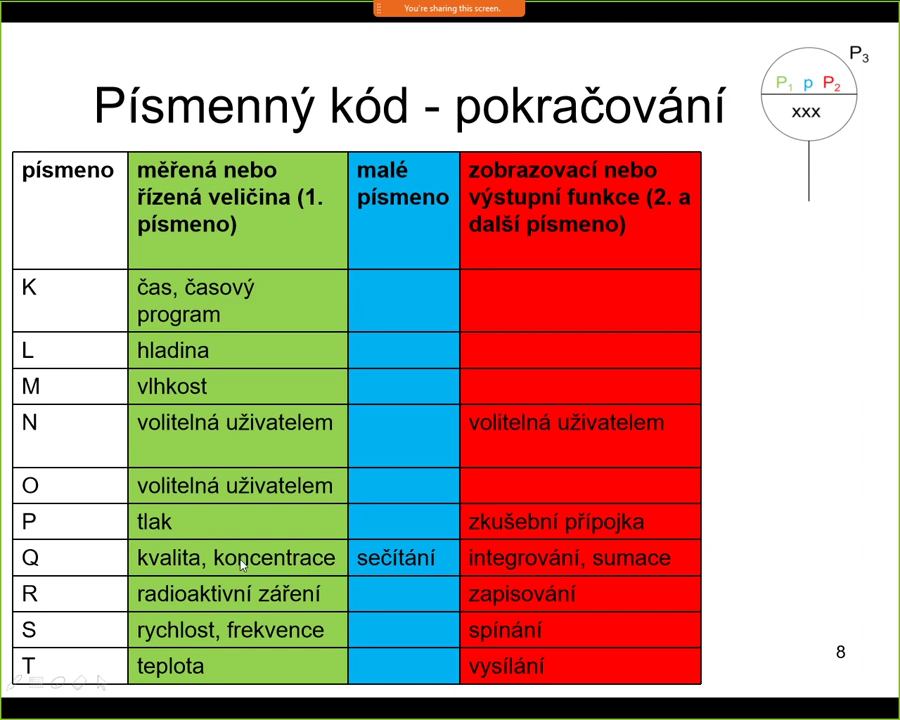 You're sharing this screen.
Písmenný kód - pokračování
P3
P1 p P2
xxx
písmeno
měřená nebo
řízená veličina (1.
písmeno)
malé
písmeno
zobrazovací nebo
výstupní funkce (2. a
další písmeno)
K
čas, časový
program
L
hladina
M
vlhkost
N
volitelná uživatelem
volitelná uživatelem
O
volitelná uživatelem
P
tlak
zkušební přípojka
Q
kvalita, koncentrace
sečítání
integrování, sumace
R
radioaktivní záření
zapisování
S
rychlost, frekvence
spínání
T
teplota
vysílání
8